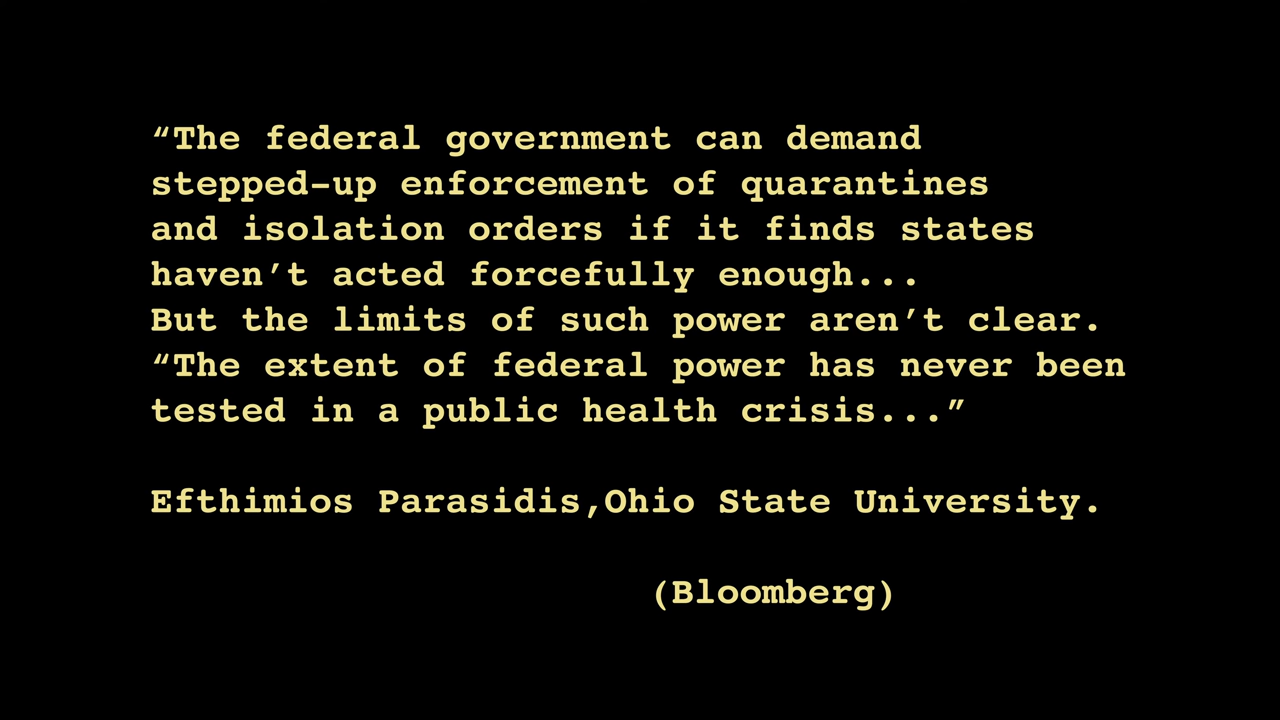 “The federal government can demand
stepped-up enforcement of quarantines
and isolation orders if it finds states
haven’t acted forcefully enough...
But the limits of such power aren’t clear.
“The extent of federal power has never been
tested in a public health crisis...”
Efthimios Parasidis,Ohio State University.
(Bloomberg)